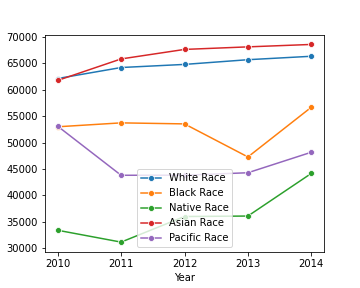 70000
65000
60000
55000
50000
45000
40000
35000
30000
White Race
Black Race
Native Race
Asian Race
Pacific Race
2010 2011 2012 2013 2014
Year